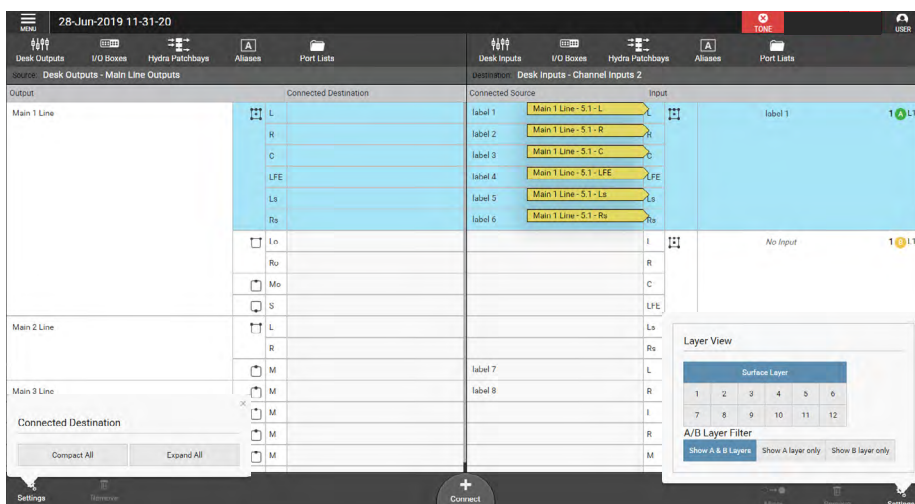 MENU
28-Jun-2019 11-31-20
TONE
USER
Desk Outputs I/O Boxes Hydra Patchbays A Aliases Port Lists
Desk Inputs I/O Boxes Hydra Patchbays A Aliases Port Lists
Source: Desk Outputs - Main Line Outputs
Destination: Desk Inputs - Channel Inputs 2
Output Connected Destination
Connected Source Input
Main 1 Line L
label 1 Main 1 Line - 5.1 - L L label 1 1 A L1
R
label 2 Main 1 Line - 5.1 - R R
C
label 3 Main 1 Line - 5.1 - C C
LFE
label 4 Main 1 Line - 5.1 - LFE LFE
Ls
label 5 Main 1 Line - 5.1 - Ls Ls
Rs
label 6 Main 1 Line - 5.1 - Rs Rs
Lo
L No Input 1 B L1
Ro
R
Mo
C
S
LFE
Main 2 Line L
Ls
R
Rs
M
label 7 L
Main 3 Line M
label 8 R
M
M
R
M
M
Connected Destination
×
Compact All Expand All
Layer View
Surface Layer
1 2 3 4 5 6
7 8 9 10 11 12
A/B Layer Filter
Show A & B Layers Show A layer only Show B layer only
Settings Remove
Connect